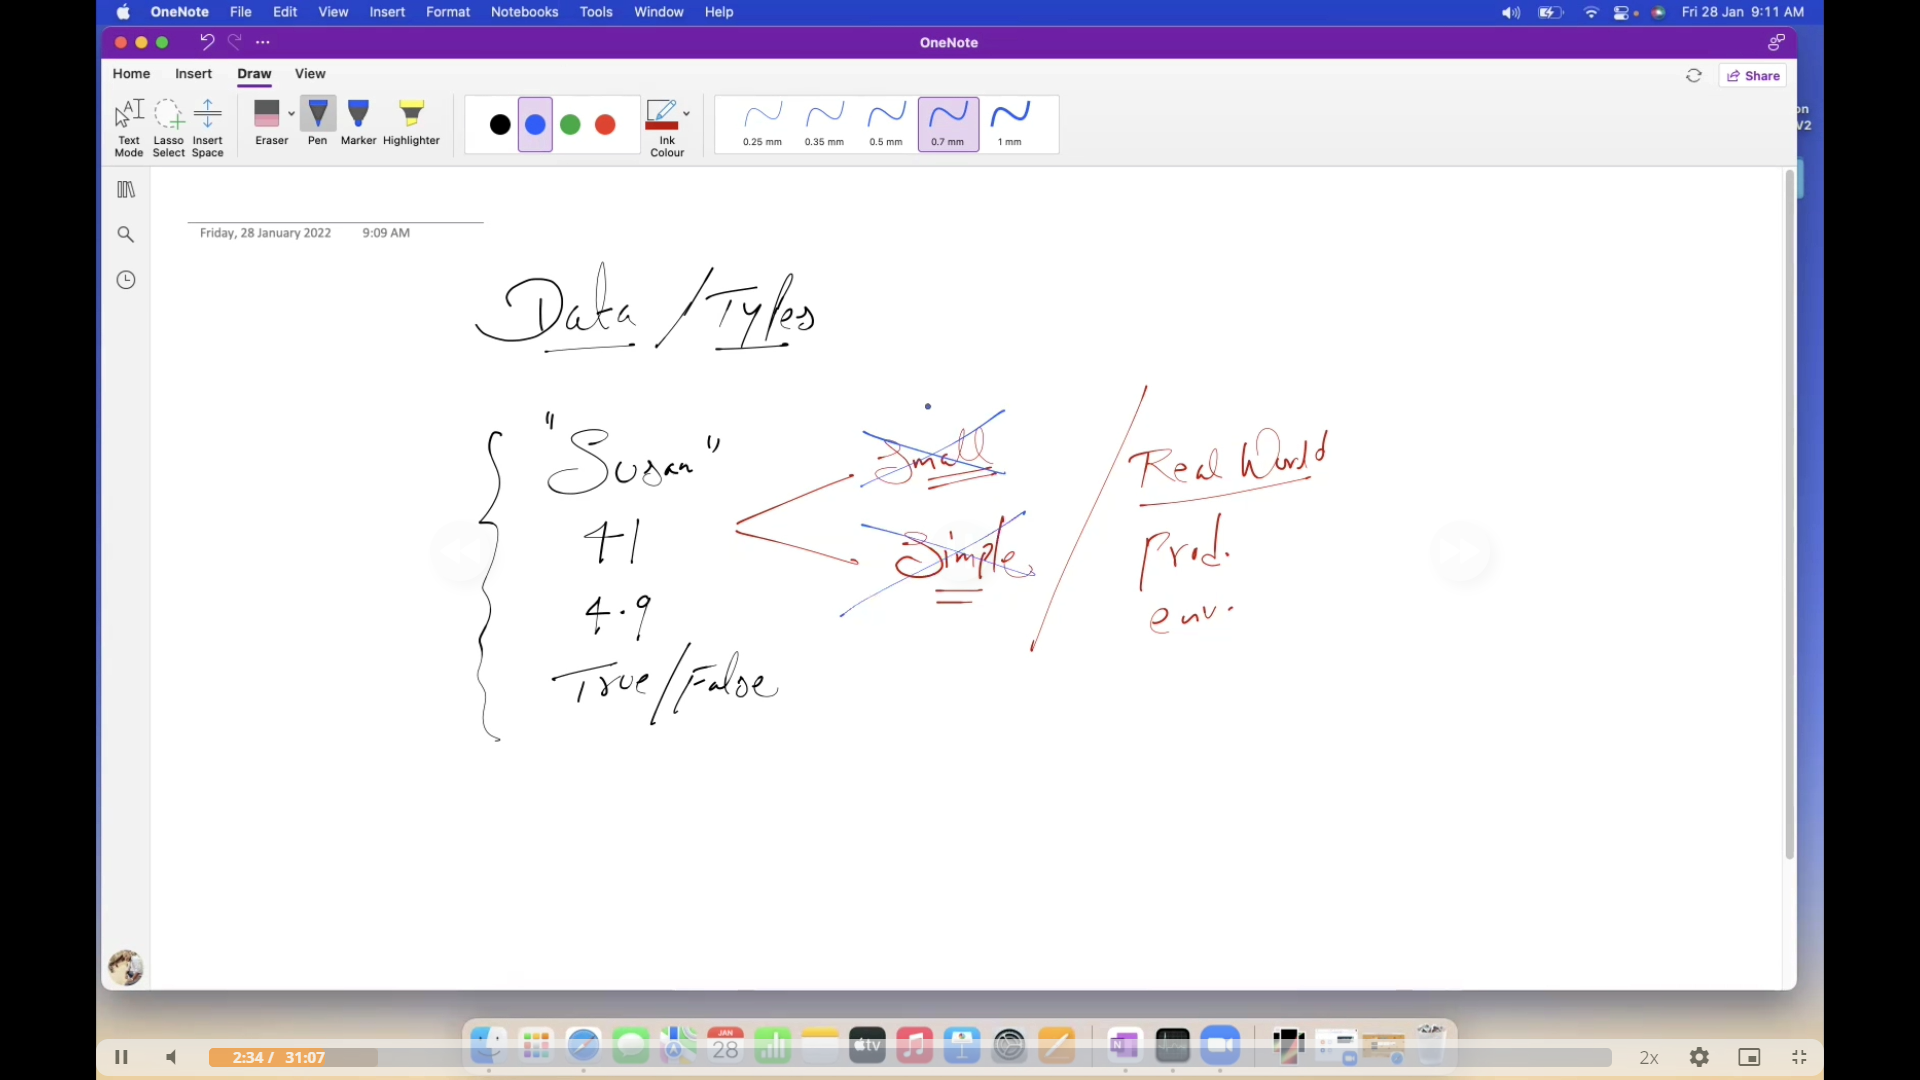 OneNote File Edit View Insert Format Notebooks Tools Window Help Fri 28 Jan 9:11 AM
OneNote
Home Insert Draw View Share
on
V2
Text Mode Lasso Select Insert Space Eraser Pen Marker Highlighter Ink Colour 0.25 mm 0.35 mm 0.5 mm 0.7 mm 1 mm
Friday, 28 January 2022 9:09 AM
Data / Types
"Susan" Small Real World
41 Simple Prod.
4.9 env.
True/False
JAN
28
tv
N
2:34 / 31:07 2x